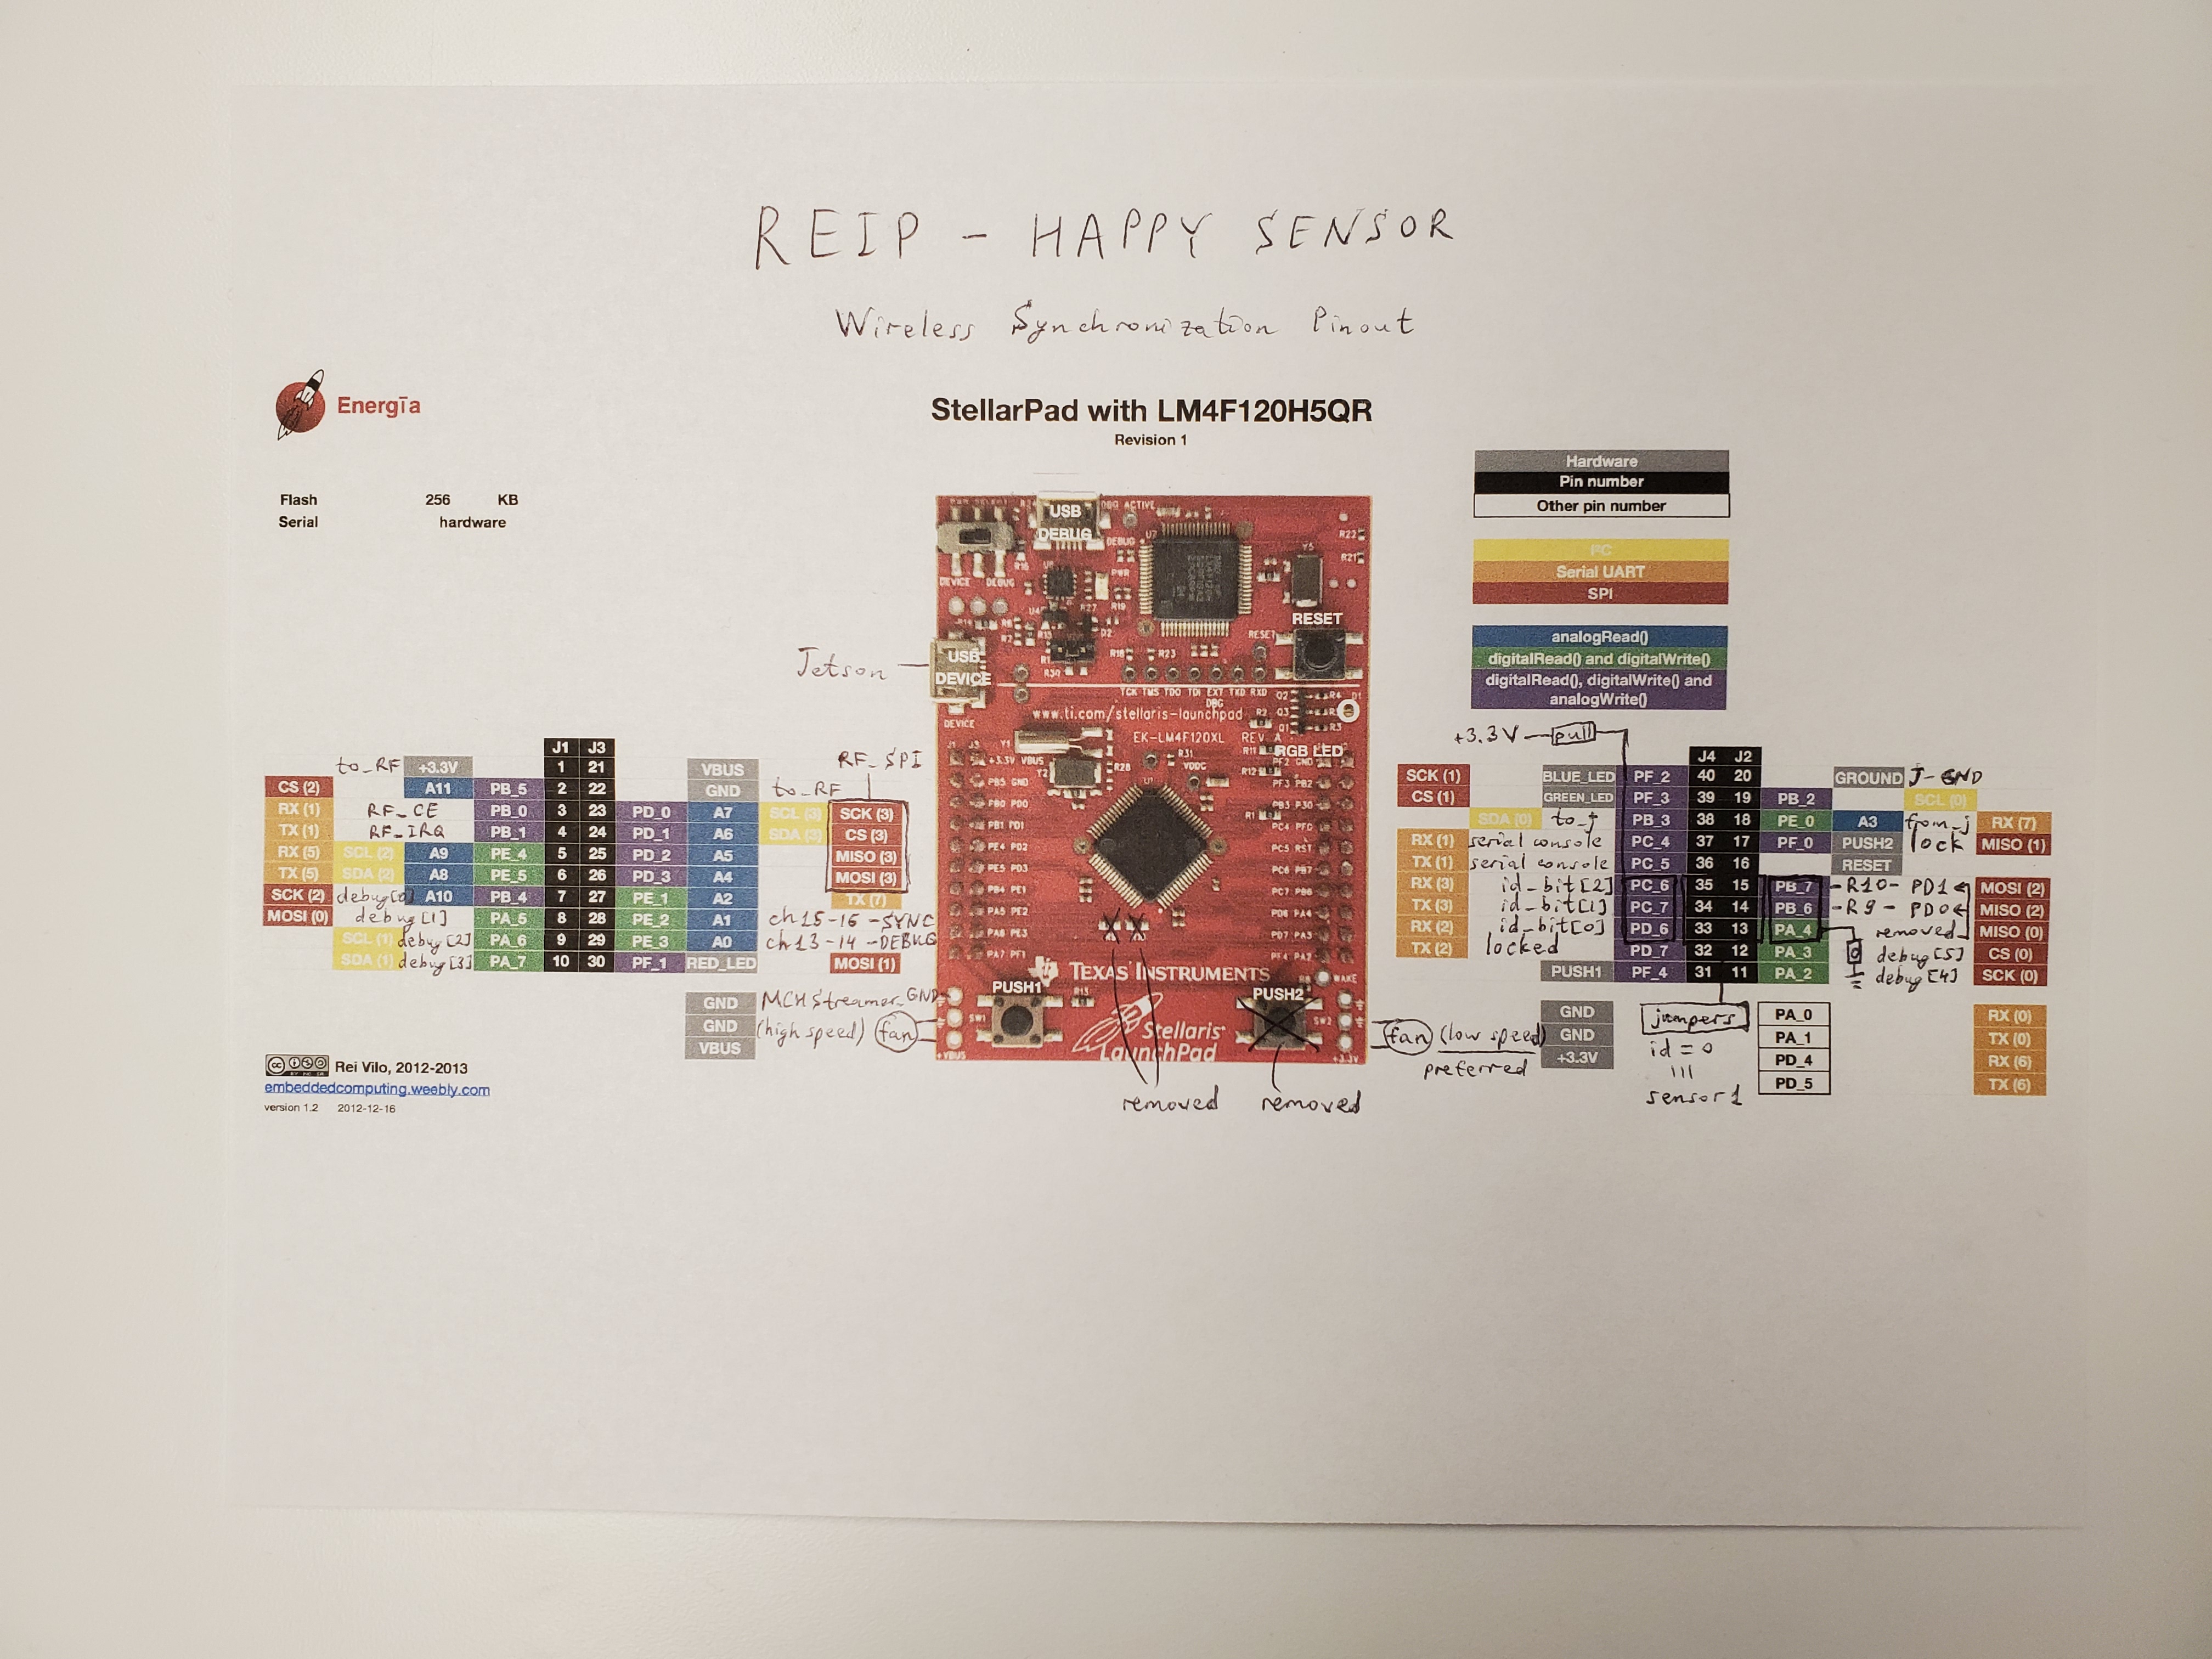 REIP - HAPPY SENSOR
Wireless Synchronization Pinout
Energīa
StellarPad with LM4F120H5QR
Revision 1
Flash 256 KB
Serial hardware
Hardware
Pin number
Other pin number
I²C
Serial UART
SPI
analogRead()
digitalRead() and digitalWrite()
digitalRead(), digitalWrite() and
analogWrite()
Jetson
USB DEVICE
USB DEBUG
RESET
RGB LED
PUSH1
PUSH2
TEXAS INSTRUMENTS
Stellaris
LaunchPad
www.ti.com/stellaris-launchpad
EK-LM4F120XL REV A
removed
removed
J1 J3
to_RF +3.3V 1 21 VBUS
CS (2) A11 PB_5 2 22 GND to_RF
RX (1) RF_CE PB_0 3 23 PD_0 A7 SCL (3) SCK (3) RF_SPI
TX (1) RF_IRQ PB_1 4 24 PD_1 A6 SDA (3) CS (3)
RX (5) SCL (2) A9 PE_4 5 25 PD_2 A5 MISO (3)
TX (5) SDA (2) A8 PE_5 6 26 PD_3 A4 MOSI (3)
SCK (2) debug[0] A10 PB_4 7 27 PE_1 A2 TX (7)
MOSI (0) debug[1] PA_5 8 28 PE_2 A1 ch15-16-SYNC
SCL (1) debug[2] PA_6 9 29 PE_3 A0 ch13-14-DEBUG
SDA (1) debug[3] PA_7 10 30 PF_1 RED_LED MOSI (1)
GND MCHStreamer_GND
GND
VBUS (high speed) fan
+3.3V - pull
J4 J2
SCK (1) BLUE_LED PF_2 40 20 GROUND J-GND
CS (1) GREEN_LED PF_3 39 19 PB_2 SCL (0)
SDA (0) to_J PB_3 38 18 PE_0 A3 from_J RX (7)
RX (1) serial console PC_4 37 17 PF_0 PUSH2 lock MISO (1)
TX (1) serial console PC_5 36 16 RESET
RX (3) id_bit[2] PC_6 35 15 PB_7 - R10 - PD1 MOSI (2)
TX (3) id_bit[1] PC_7 34 14 PB_6 - R9 - PD0 MISO (2)
RX (2) id_bit[0] PD_6 33 13 PA_4 removed MISO (0)
TX (2) locked PD_7 32 12 PA_3 debug[5] CS (0)
PUSH1 PF_4 31 11 PA_2 debug[4] SCK (0)
GND
GND
+3.3V
fan (low speed)
preferred
jumpers
id = 0
sensor 1
PA_0 RX (0)
PA_1 TX (0)
PD_4 RX (6)
PD_5 TX (6)
Rei Vilo, 2012-2013
embeddedcomputing.weebly.com
version 1.2 2012-12-16